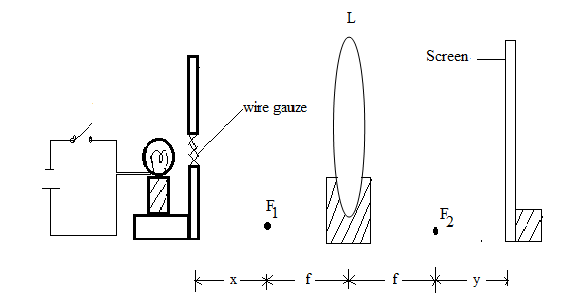 L
Screen
wire gauze
F1
F2
x f f y